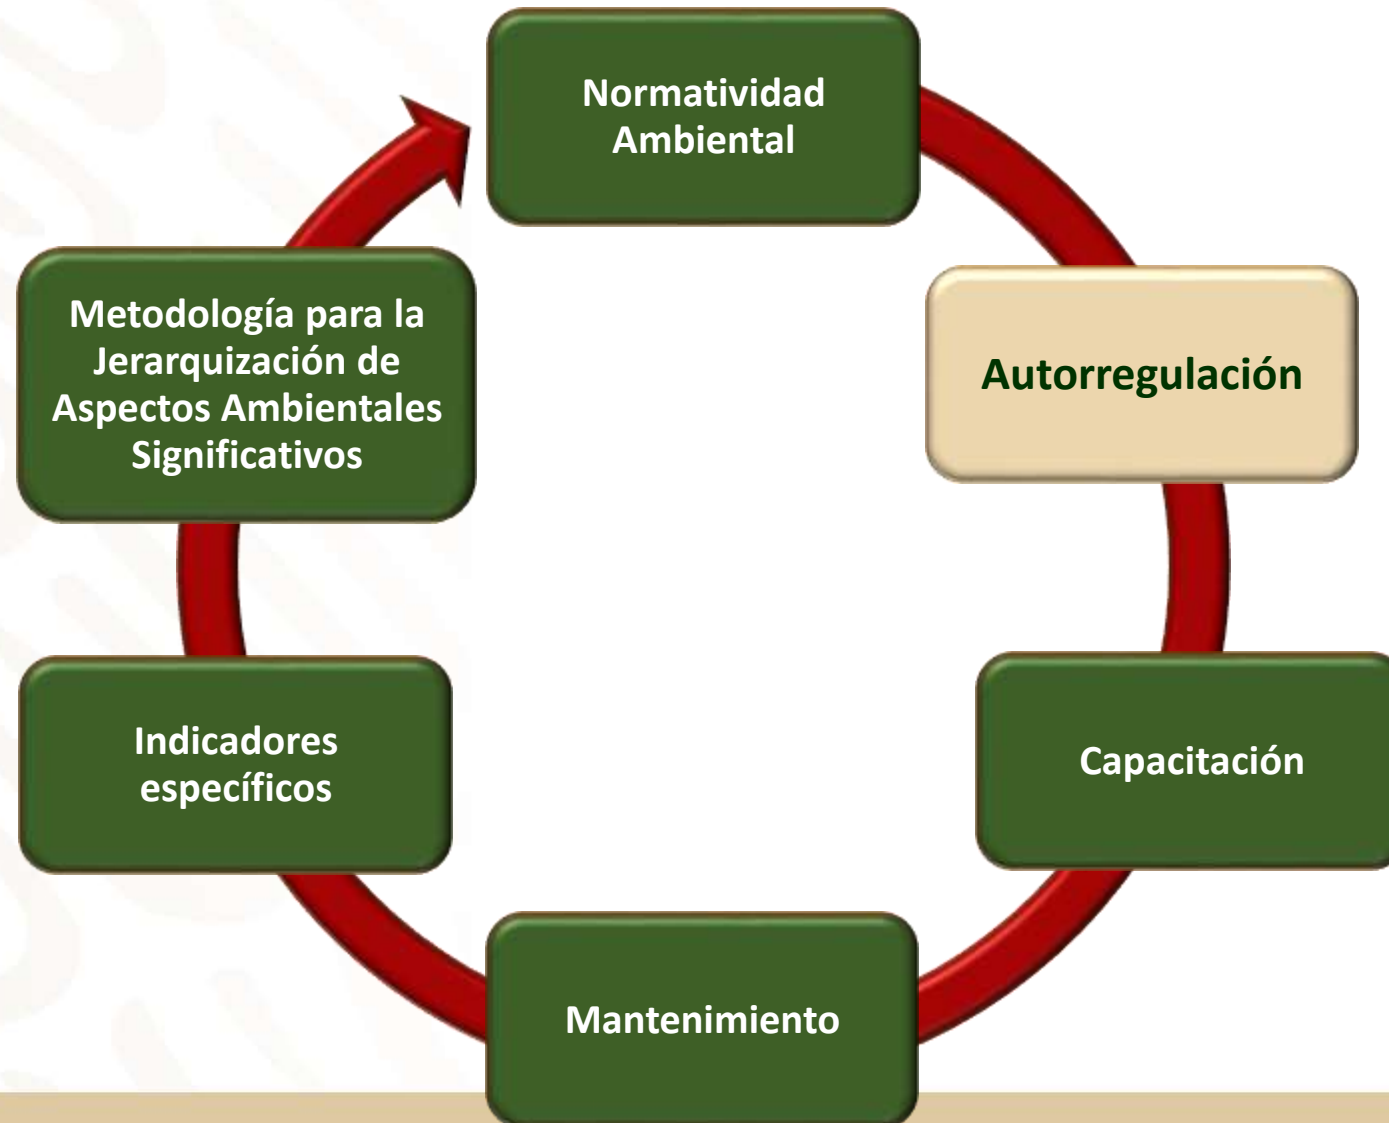 Normatividad
Ambiental
Autorregulación
Capacitación
Mantenimiento
Indicadores
específicos
Metodología para la
Jerarquización de
Aspectos Ambientales
Significativos